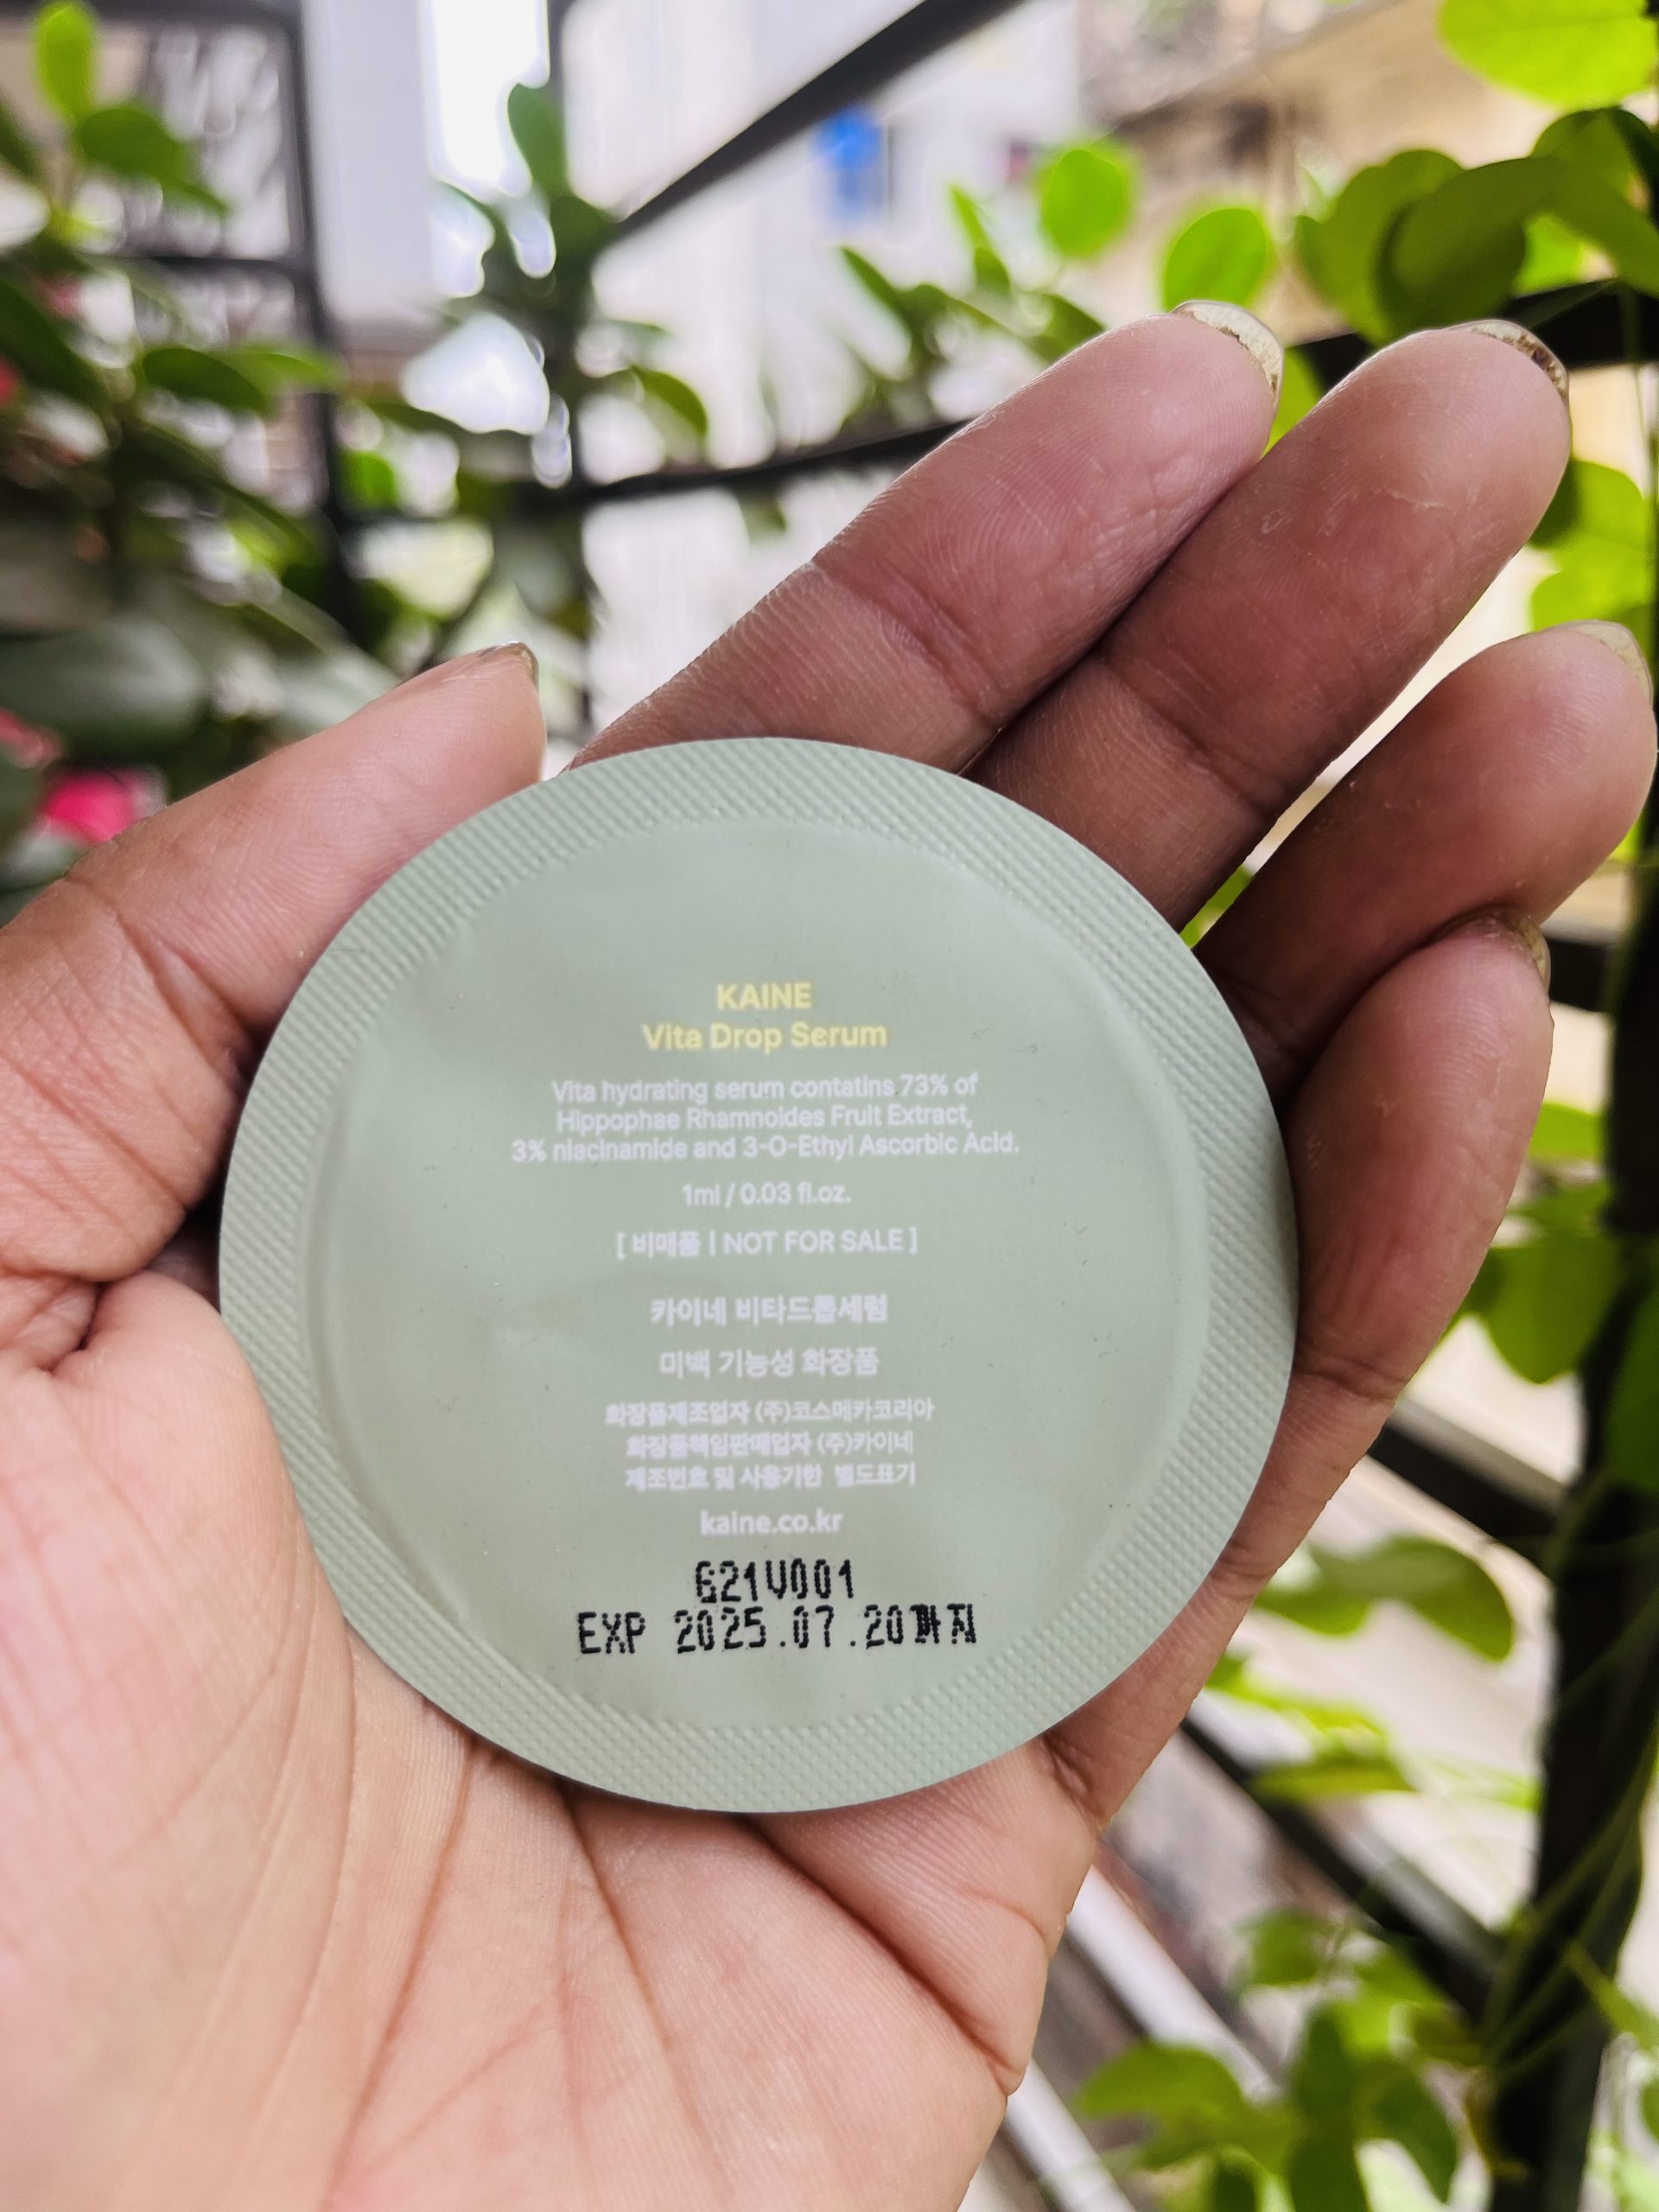 KAINE
Vita Drop Serum
Vita hydrating serum contatins 73% of
Hippophae Rhamnoides Fruit Extract,
3% niacinamide and 3-O-Ethyl Ascorbic Acid.
1ml / 0.03 fl.oz.
[ 비매품 | NOT FOR SALE ]
카이네 비타드롭세럼
미백 기능성 화장품
화장품제조업자 (주)코스메카코리아
화장품책임판매업자 (주)카이네
제조번호 및 사용기한 별도표기
kaine.co.kr
G21V001
EXP 2025.07.20까지